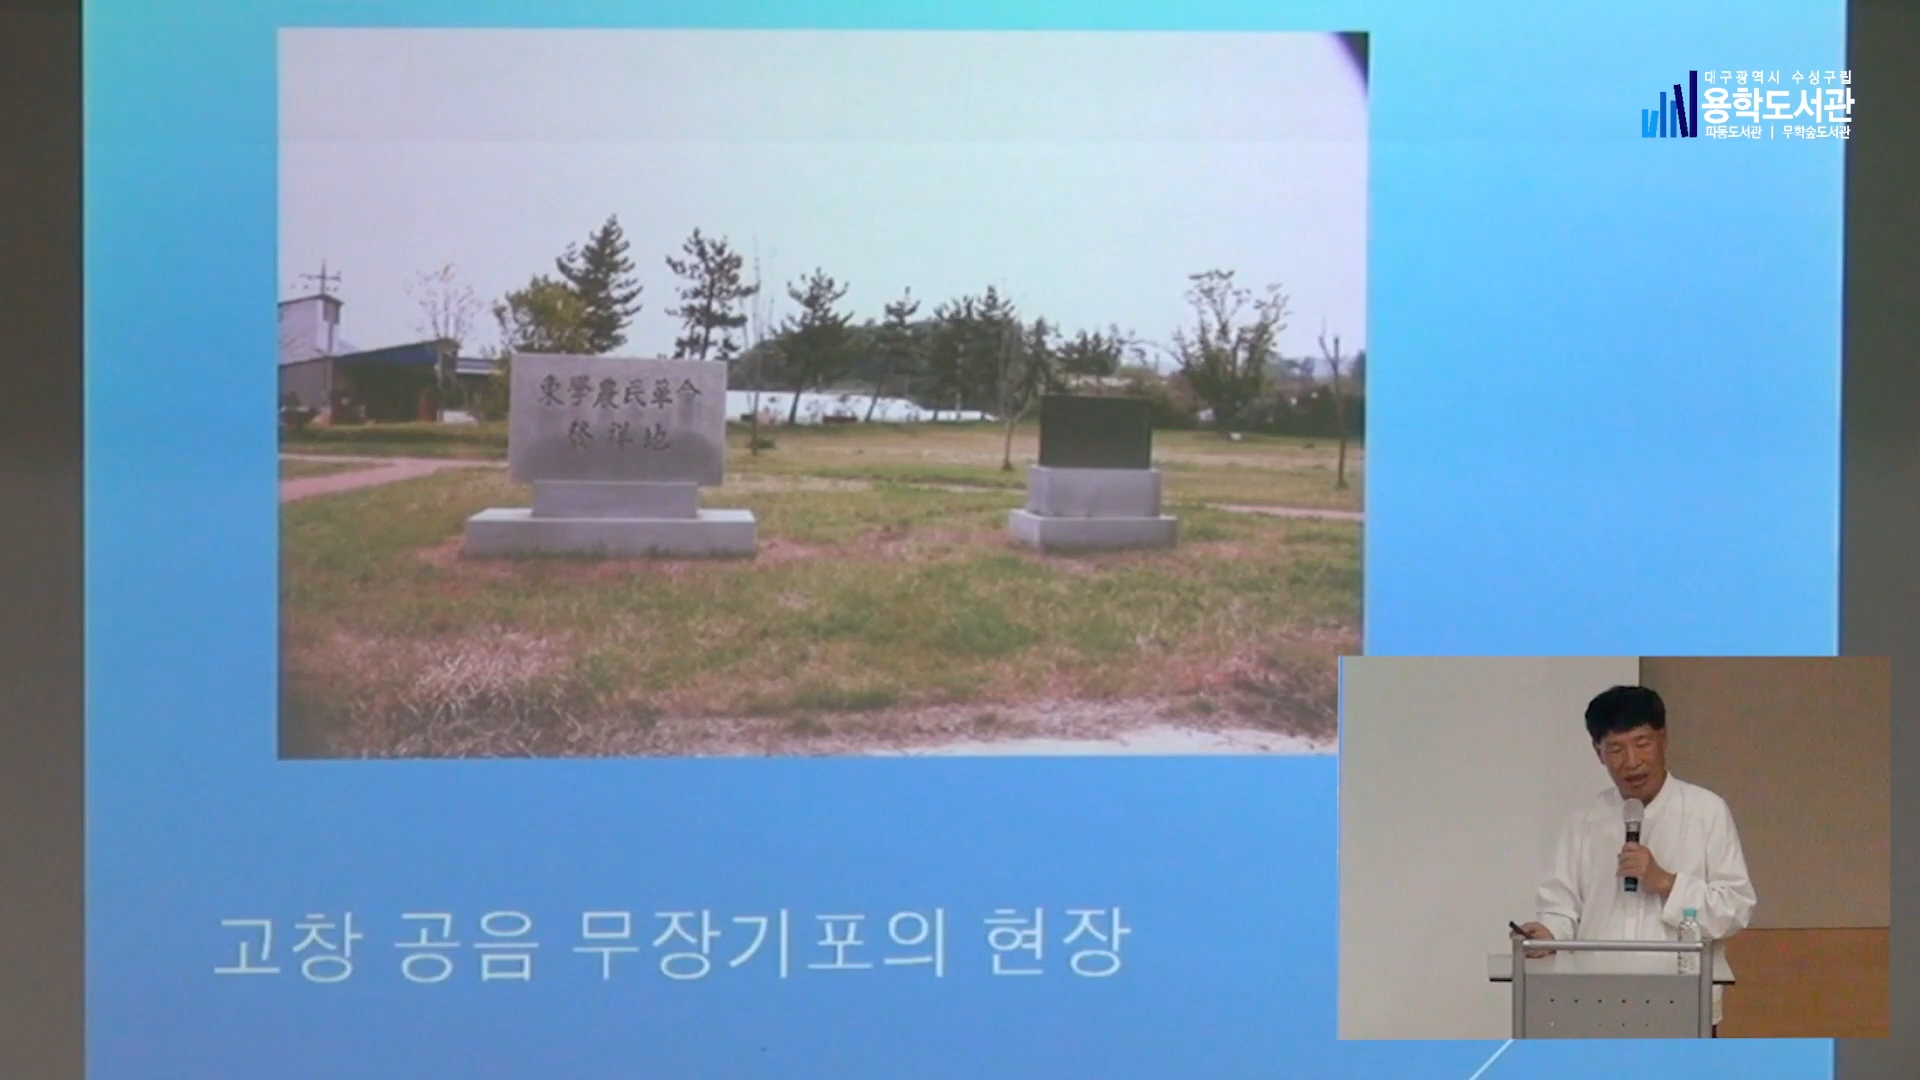 대구광역시 수성구립
용학도서관
파동도서관 | 무학숲도서관
東學農民革命
發祥地
고창 공음 무장기포의 현장